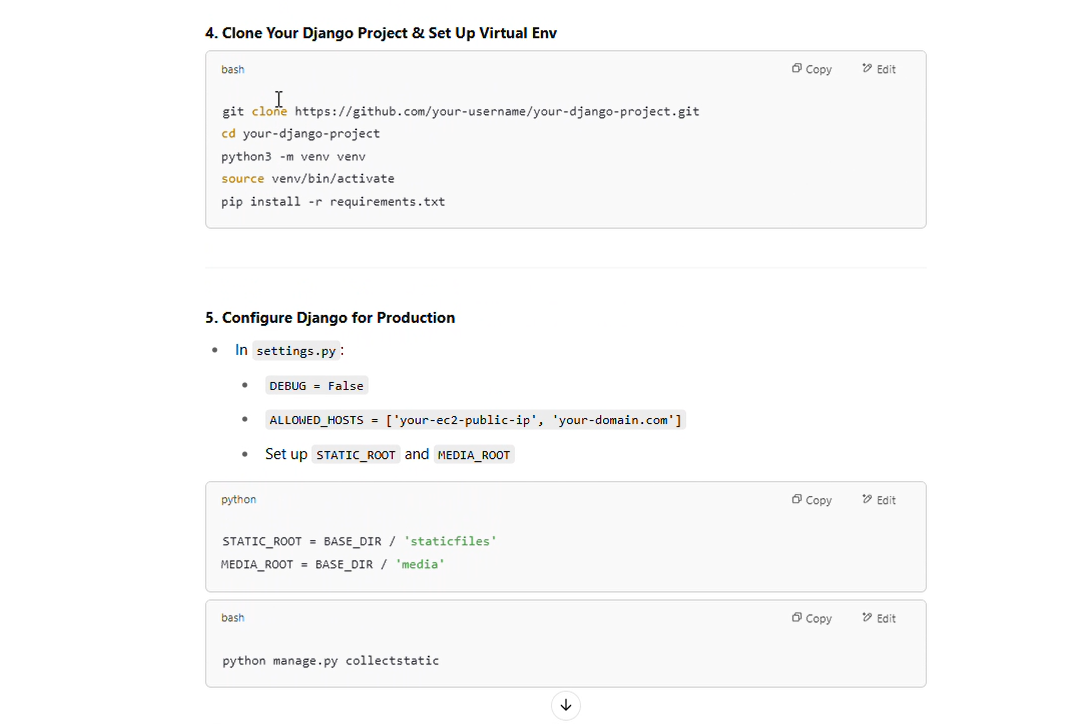 4. Clone Your Django Project & Set Up Virtual Env
bash
Copy
Edit
git clone https://github.com/your-username/your-django-project.git
cd your-django-project
python3 -m venv venv
source venv/bin/activate
pip install -r requirements.txt
5. Configure Django for Production
In settings.py:
DEBUG = False
ALLOWED_HOSTS = ['your-ec2-public-ip', 'your-domain.com']
Set up STATIC_ROOT and MEDIA_ROOT
python
Copy
Edit
STATIC_ROOT = BASE_DIR / 'staticfiles'
MEDIA_ROOT = BASE_DIR / 'media'
bash
Copy
Edit
python manage.py collectstatic